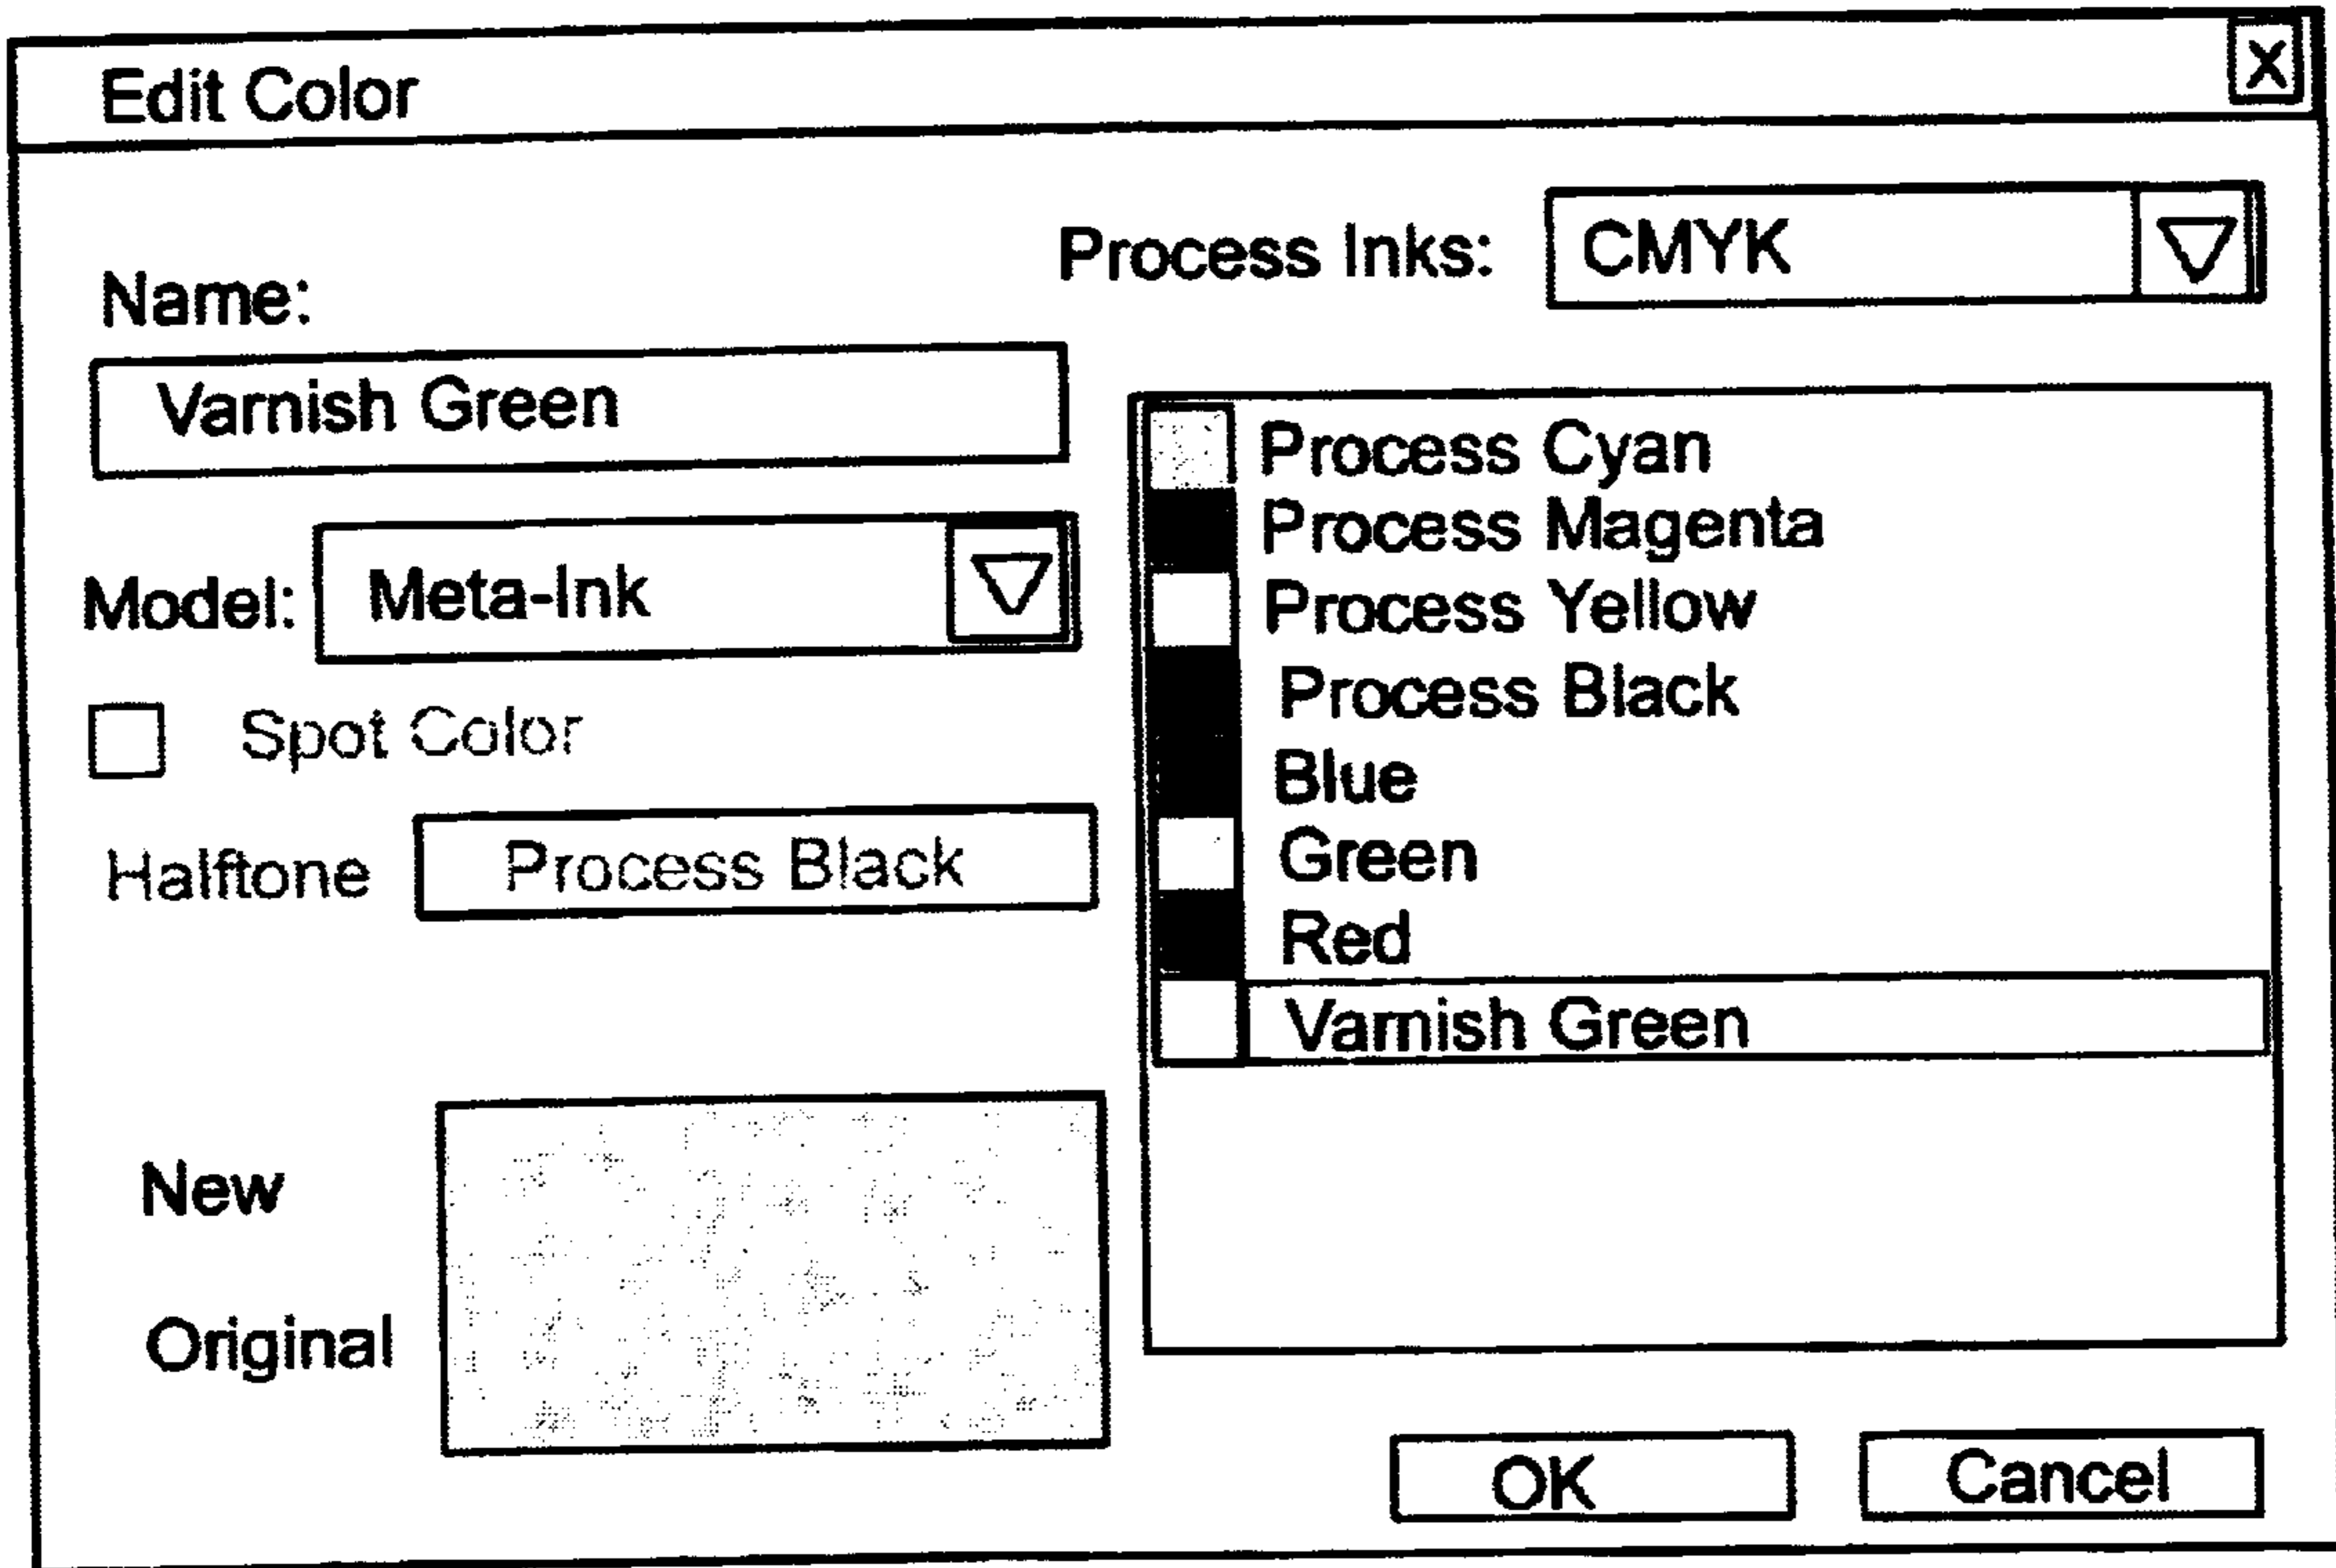 Edit Color
X
Process Inks: CMYK
Name:
Varnish Green
Model: Meta-Ink
Spot Color
Halftone Process Black
New
Original
Process Cyan
Process Magenta
Process Yellow
Process Black
Blue
Green
Red
Varnish Green
OK Cancel